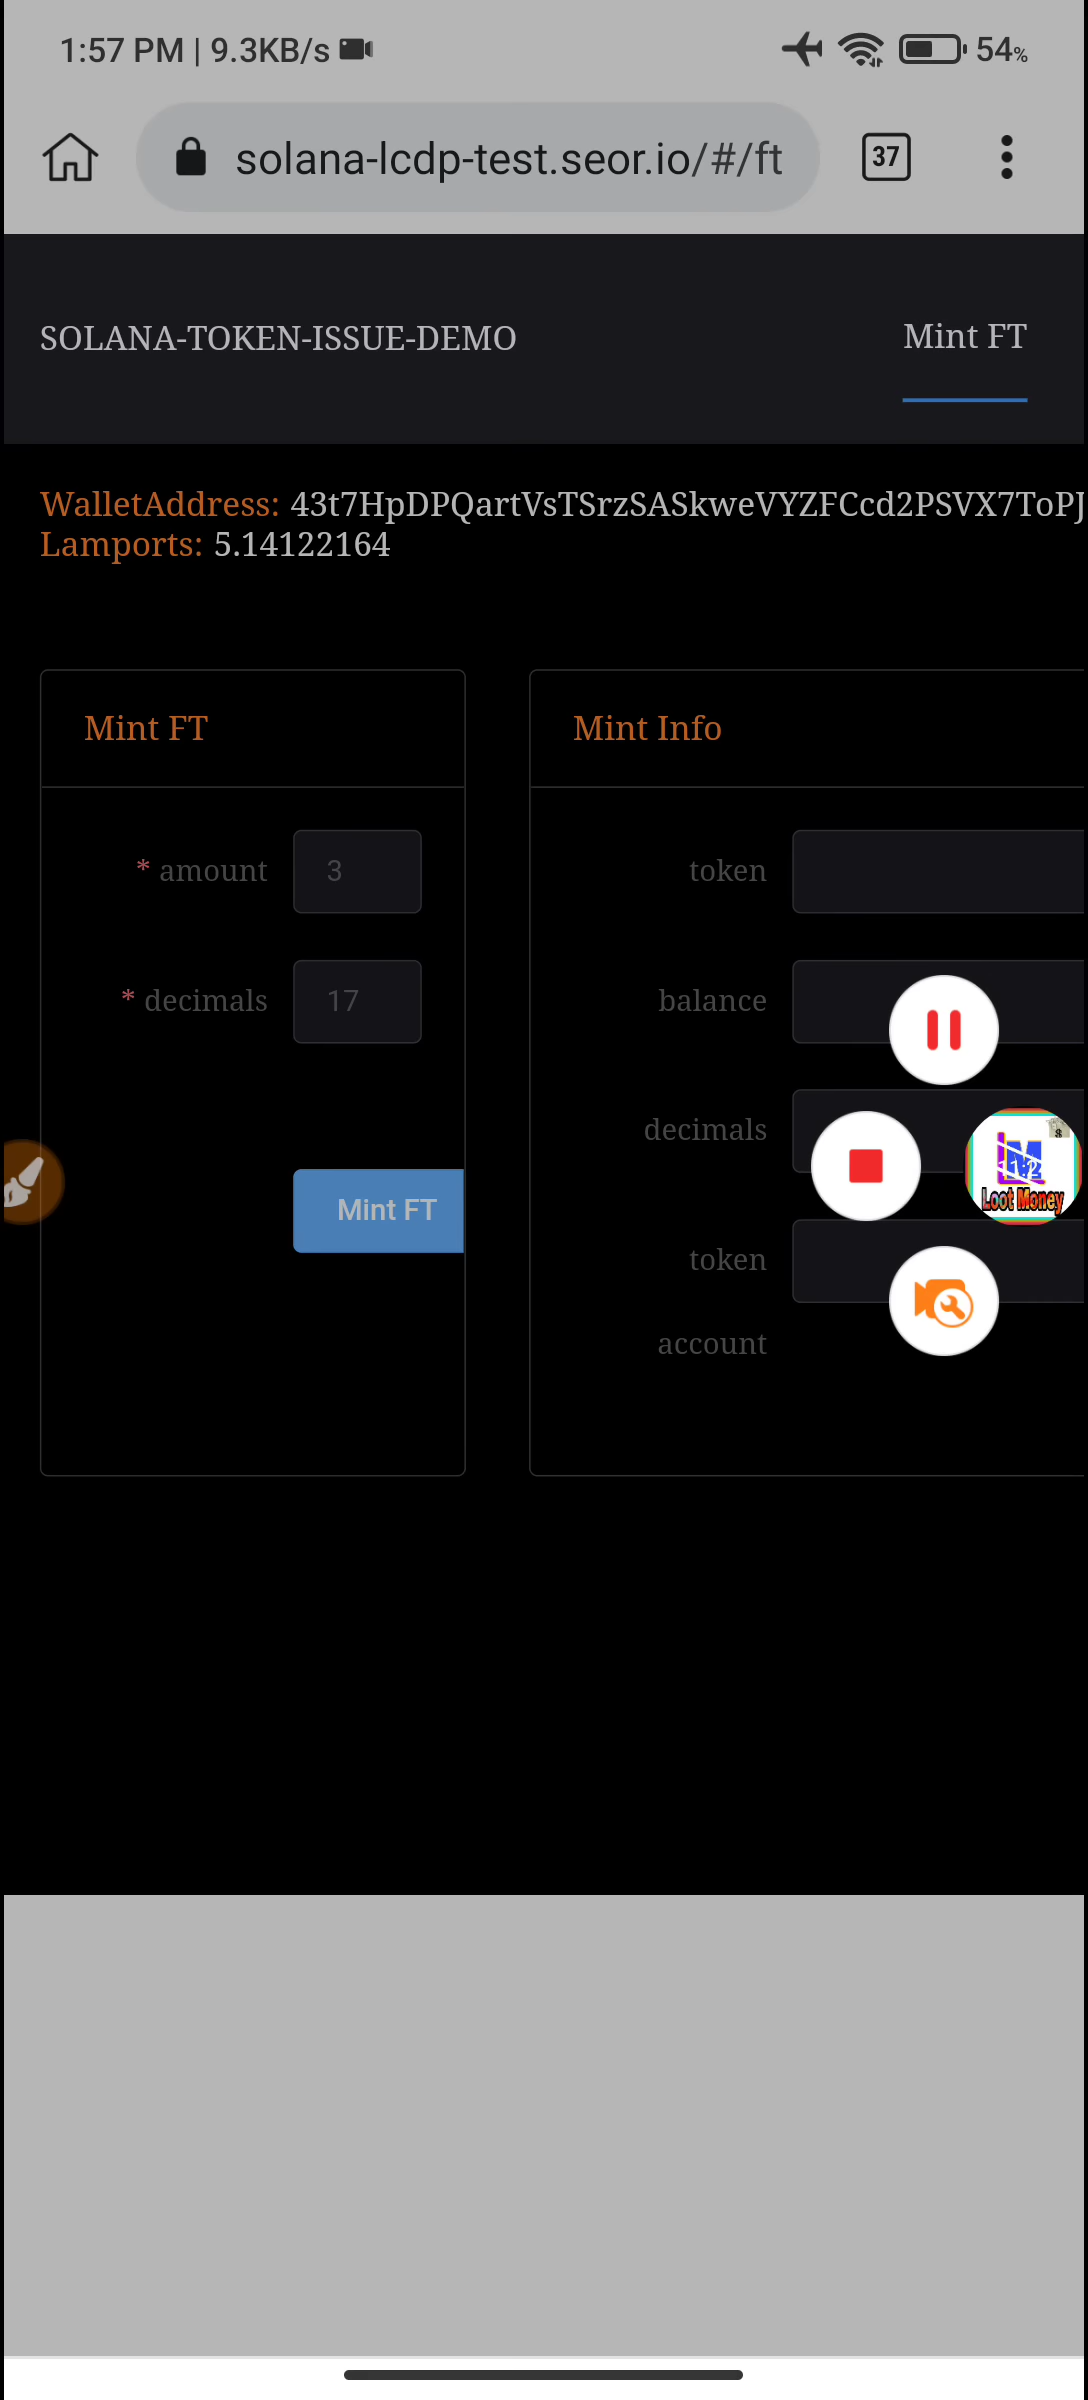 1:57 PM | 9.3KB/s
54%
solana-lcdp-test.seor.io/#/ft
37
SOLANA-TOKEN-ISSUE-DEMO
Mint FT
WalletAddress: 43t7HpDPQartVsTSrzSASkweVYZFCcd2PSVX7ToPJ
Lamports: 5.14122164
Mint FT
Mint Info
* amount
3
token
* decimals
17
balance
decimals
Mint FT
token
account
LM
Loot Money